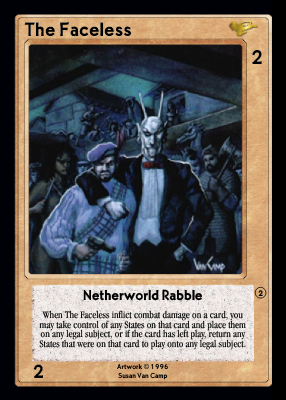 The Faceless
2
VAN CAMP
Netherworld Rabble
2
When The Faceless inflict combat damage on a card, you
may take control of any States on that card and place them
on any legal subject, or if the card has left play, return any
States that were on that card to play onto any legal subject.
2
Artwork © 1996
Susan Van Camp